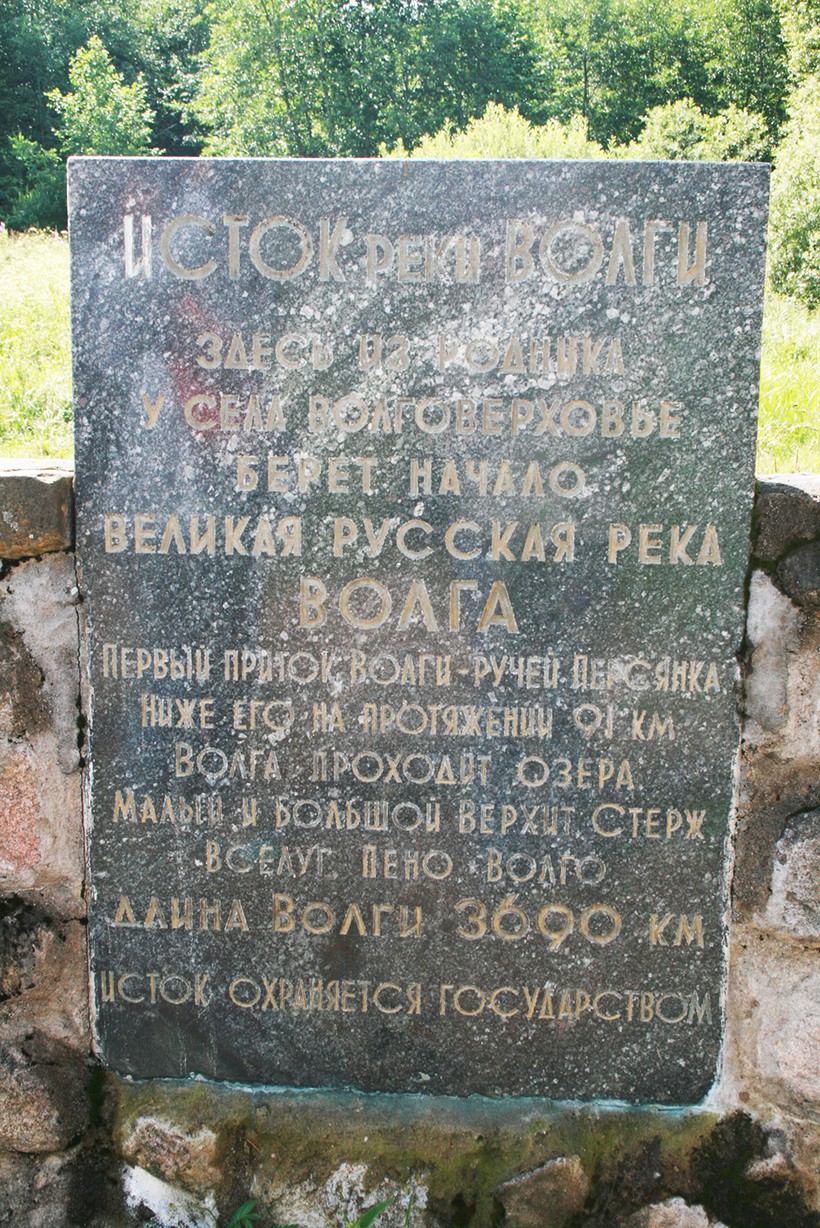 ИСТОК РЕКИ ВОЛГИ
ЗДЕСЬ ИЗ РОДНИКА
У СЕЛА ВОЛГОВЕРХОВЬЕ
БЕРЕТ НАЧАЛО
ВЕЛИКАЯ РУССКАЯ РЕКА
ВОЛГА
ПЕРВЫЙ ПРИТОК ВОЛГИ-РУЧЕЙ ПЕРСЯНКА
НИЖЕ ЕГО НА ПРОТЯЖЕНИИ 91 КМ
ВОЛГА ПРОХОДИТ ОЗЕРА
МАЛЫЙ И БОЛЬШОЙ ВЕРХИТ, СТЕРЖ
ВСЕЛУГ, ПЕНО ВОЛГО
ДЛИНА ВОЛГИ 3690 КМ.
ИСТОК ОХРАНЯЕТСЯ ГОСУДАРСТВОМ